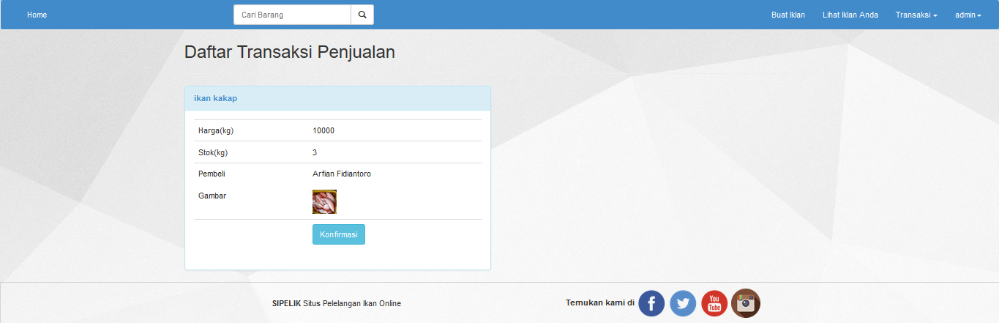 Home Cari Barang Buat Iklan Lihat Iklan Anda Transaksi admin
Daftar Transaksi Penjualan
ikan kakap
Harga(kg) 10000
Stok(kg) 3
Pembeli Arfian Fidiantoro
Gambar
Konfirmasi
SIPELIK Situs Pelelangan Ikan Online Temukan kami di f You Tube